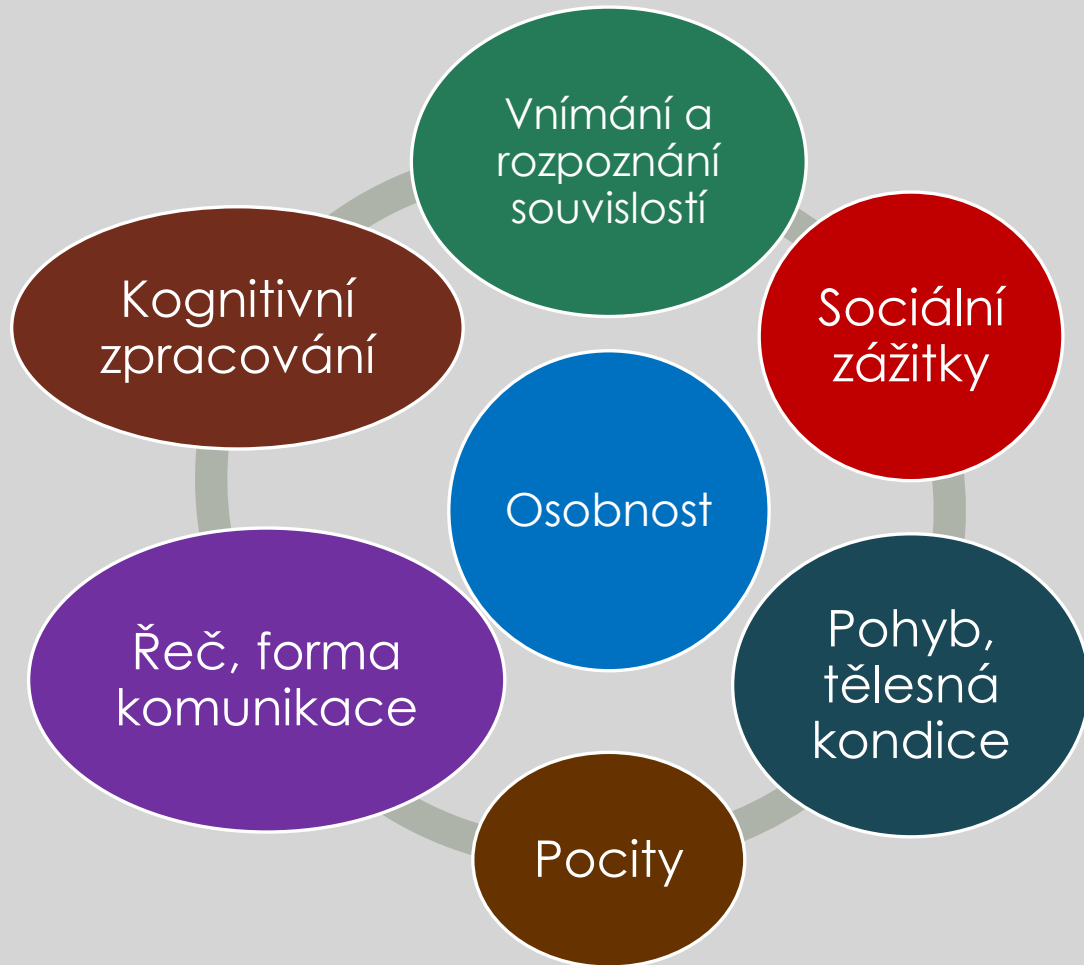 Vnímání a
rozpoznání
souvislostí
Sociální
zážitky
Pohyb,
tělesná
kondice
Pocity
Řeč, forma
komunikace
Kognitivní
zpracování
Osobnost